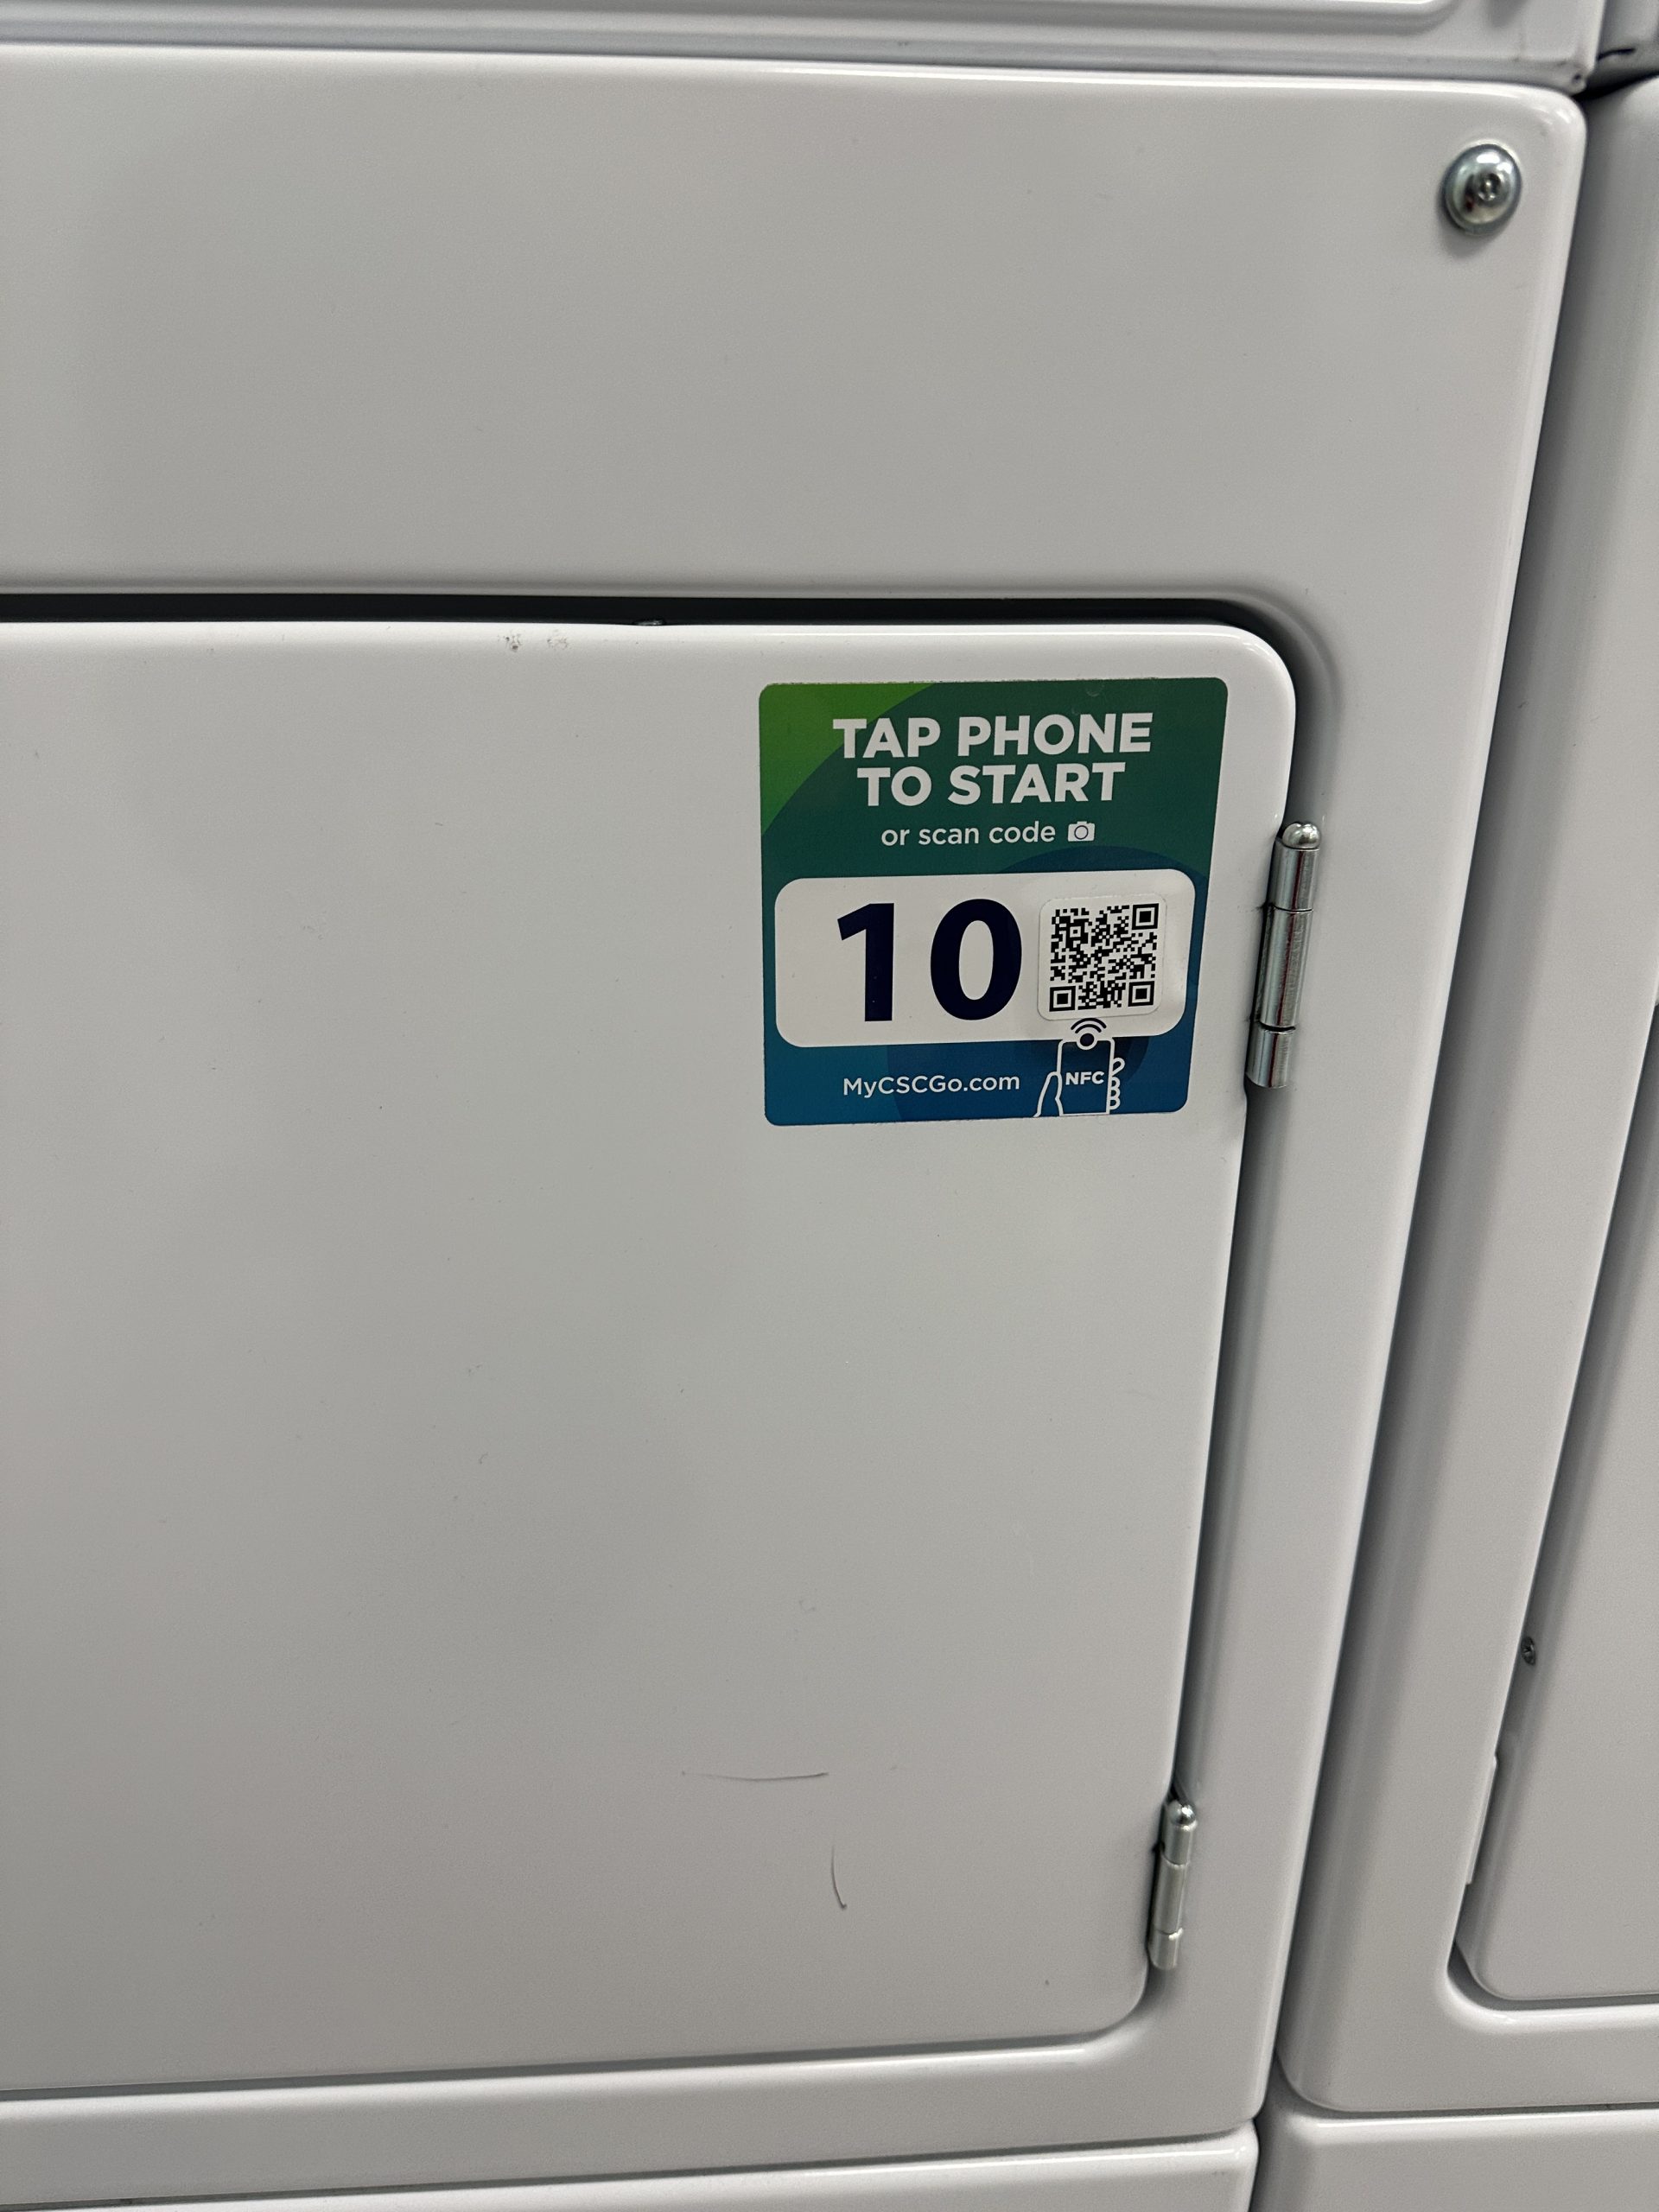 TAP PHONE
TO START
or scan code
10
MyCSCGo.com
NFC